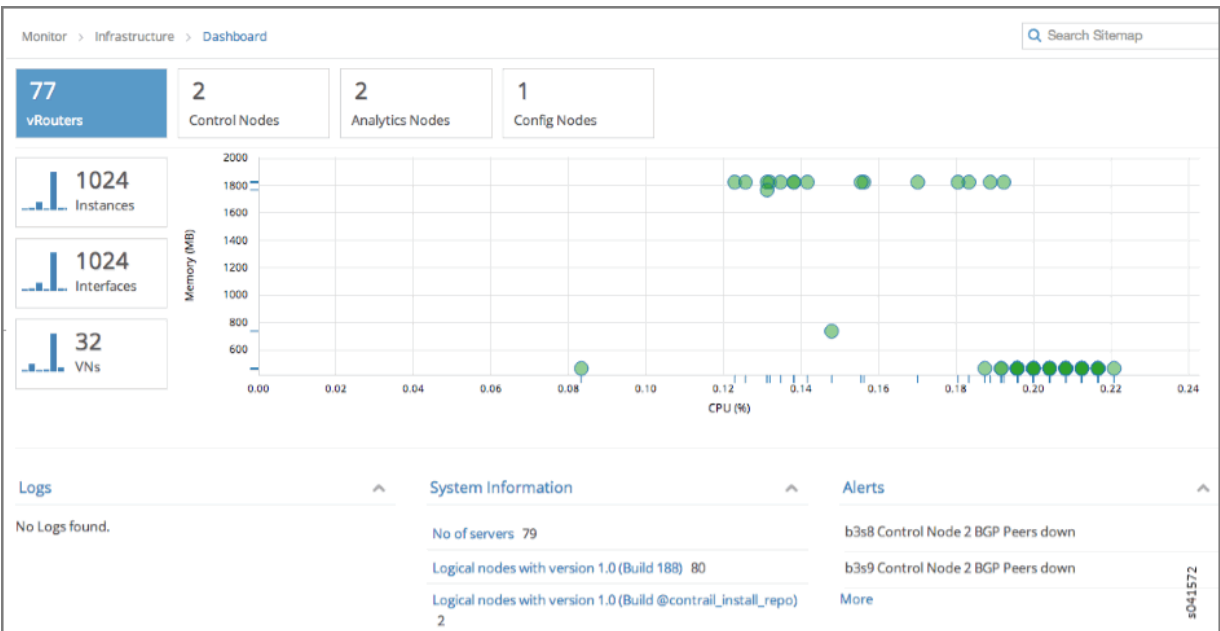 Monitor > Infrastructure > Dashboard
Search Sitemap
77
vRouters
2
Control Nodes
2
Analytics Nodes
1
Config Nodes
1024
Instances
1024
Interfaces
32
VNs
Memory (MB)
2000
1800
1600
1400
1200
1000
800
600
0.00 0.02 0.04 0.06 0.08 0.10 0.12 0.14 0.16 0.18 0.20 0.22 0.24
CPU (%)
Logs
No Logs found.
System Information
No of servers 79
Logical nodes with version 1.0 (Build 188) 80
Logical nodes with version 1.0 (Build @contrail_install_repo)
2
Alerts
b3s8 Control Node 2 BGP Peers down
b3s9 Control Node 2 BGP Peers down
More
s041572